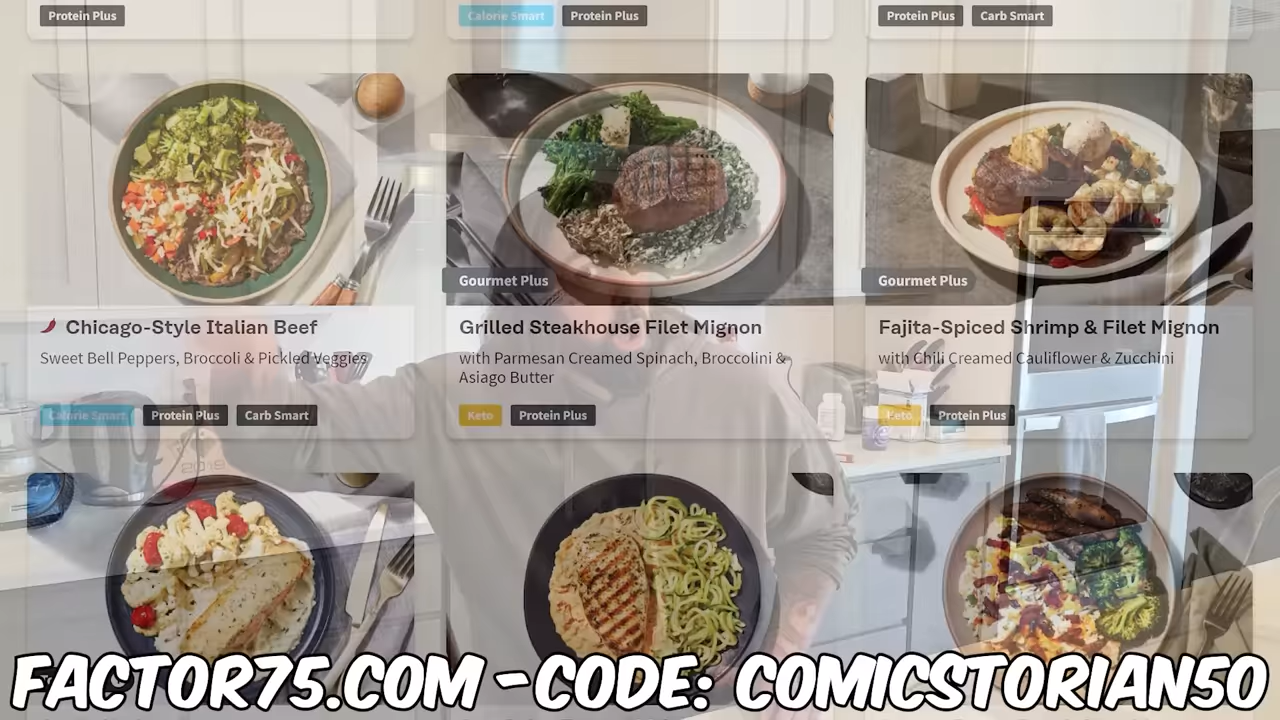 Protein Plus
Calorie Smart Protein Plus
Protein Plus Carb Smart
Gourmet Plus
Gourmet Plus
Chicago-Style Italian Beef
Sweet Bell Peppers, Broccoli & Pickled Veggies
Calorie Smart Protein Plus Carb Smart
Grilled Steakhouse Filet Mignon
with Parmesan Creamed Spinach, Broccolini &
Asiago Butter
Keto Protein Plus
Fajita-Spiced Shrimp & Filet Mignon
with Chili Creamed Cauliflower & Zucchini
Keto Protein Plus
FACTOR75.COM - CODE: COMICSTORIAN50